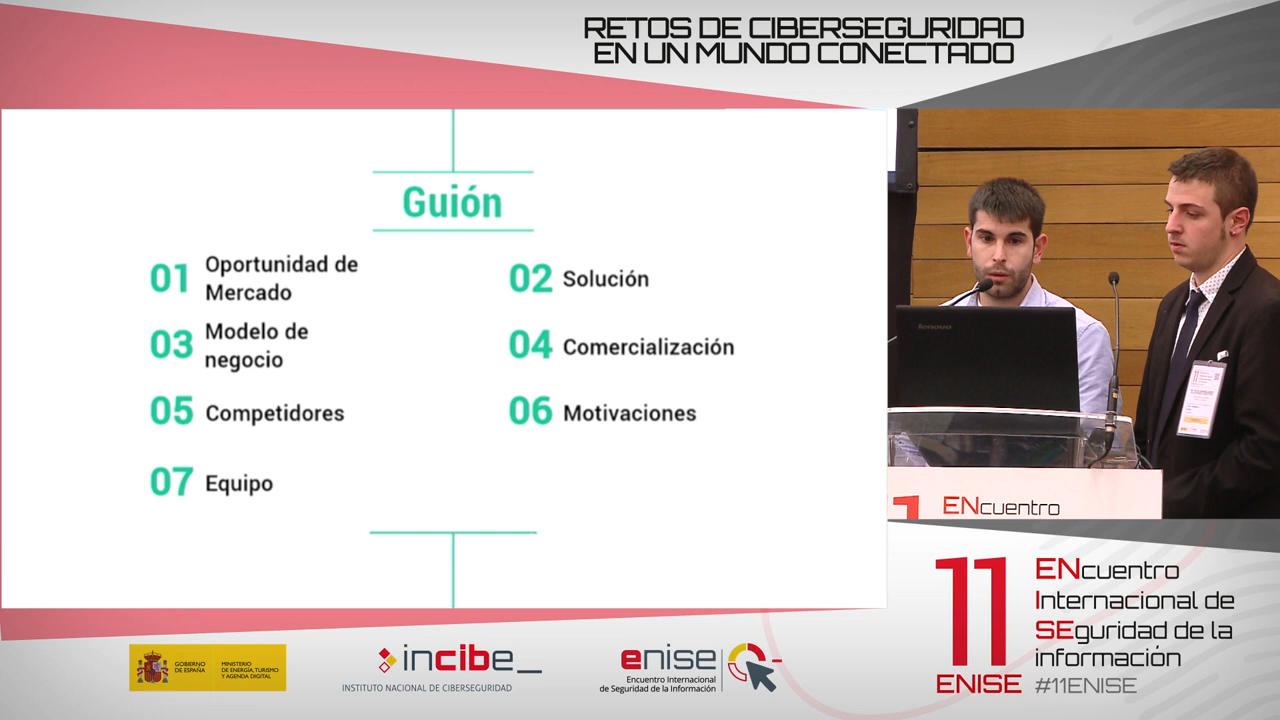 RETOS DE CIBERSEGURIDAD
EN UN MUNDO CONECTADO
Guión
01 Oportunidad de
Mercado
02 Solución
03 Modelo de
negocio
04 Comercialización
05 Competidores
06 Motivaciones
07 Equipo
lenovo
11 ENcuentro
11 ENISE
ENcuentro
Internacional de
SEguridad de la
información
#11ENISE
GOBIERNO
DE ESPAÑA
MINISTERIO
DE ENERGÍA, TURISMO
Y AGENDA DIGITAL
incibe_
INSTITUTO NACIONAL DE CIBERSEGURIDAD
enise
Encuentro Internacional
de Seguridad de la Información